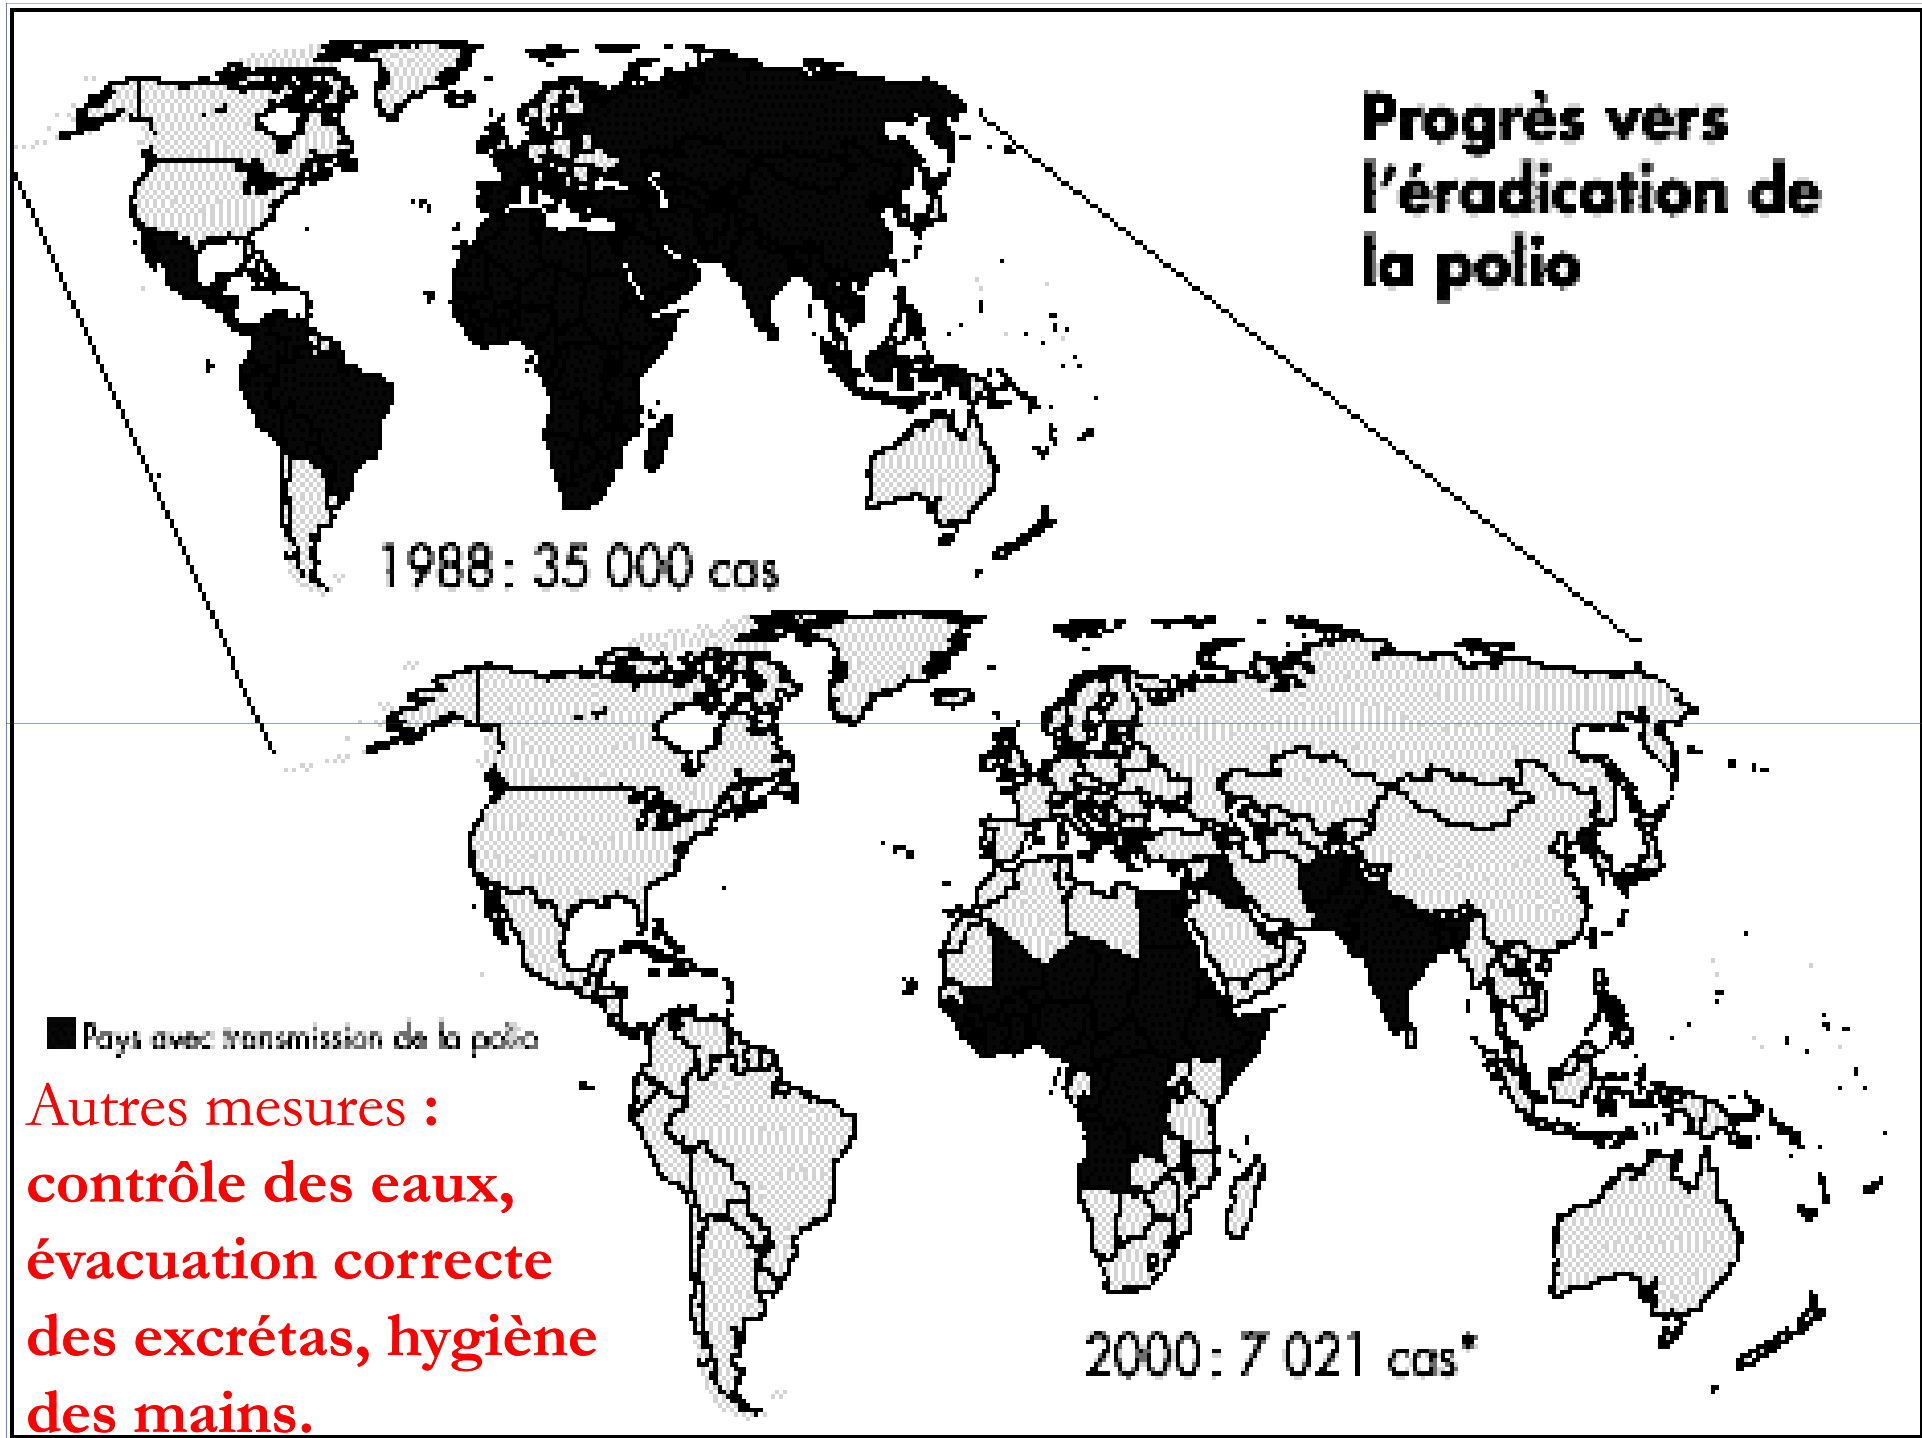 Progrès vers
l'éradication de
la polio
1988 : 35 000 cas
Pays avec transmission de la polio
Autres mesures :
contrôle des eaux,
évacuation correcte
des excrétas, hygiène
des mains.
2000 : 7 021 cas*